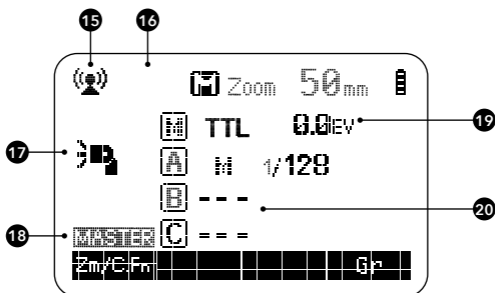 15 16
M Zoom 50mm
M TTL 0.0EV 19
17 A M 1/128
B --- 20
18 MASTER C ===
Zm/C.Fn Gr